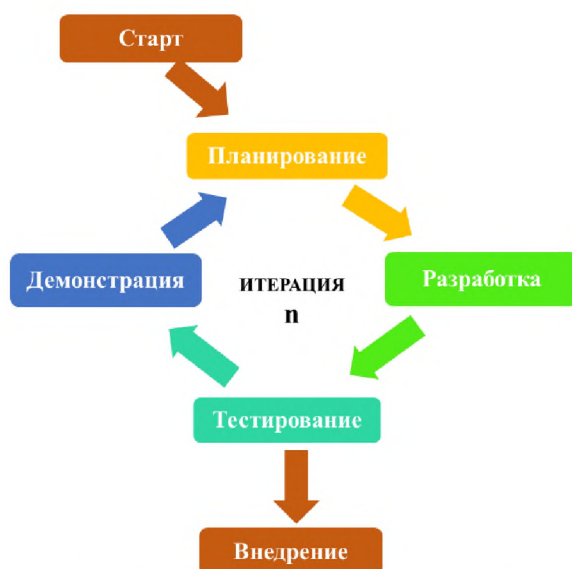 Старт
Планирование
Демонстрация
ИТЕРАЦИЯ
n
Разработка
Тестирование
Внедрение